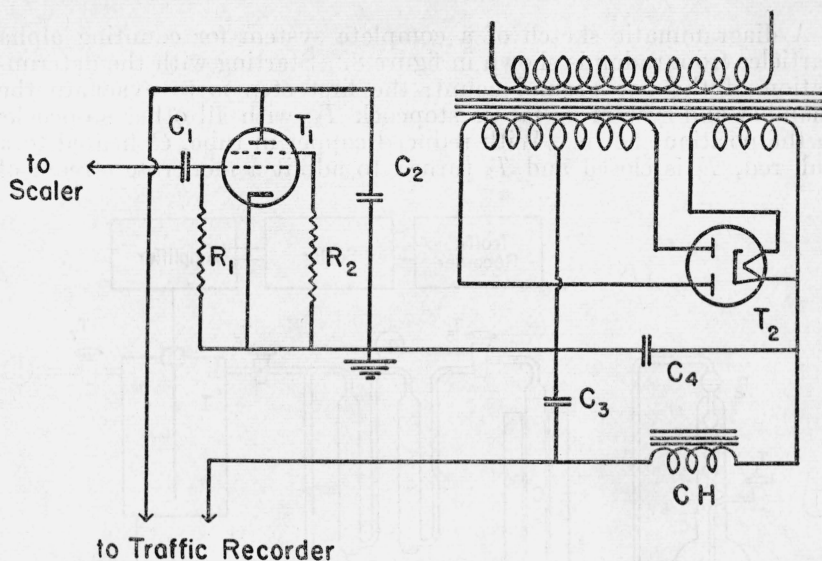 C₁
T₁
to
Scaler
C₂
R₁
R₂
T₂
C₄
C₃
CH
to Traffic Recorder